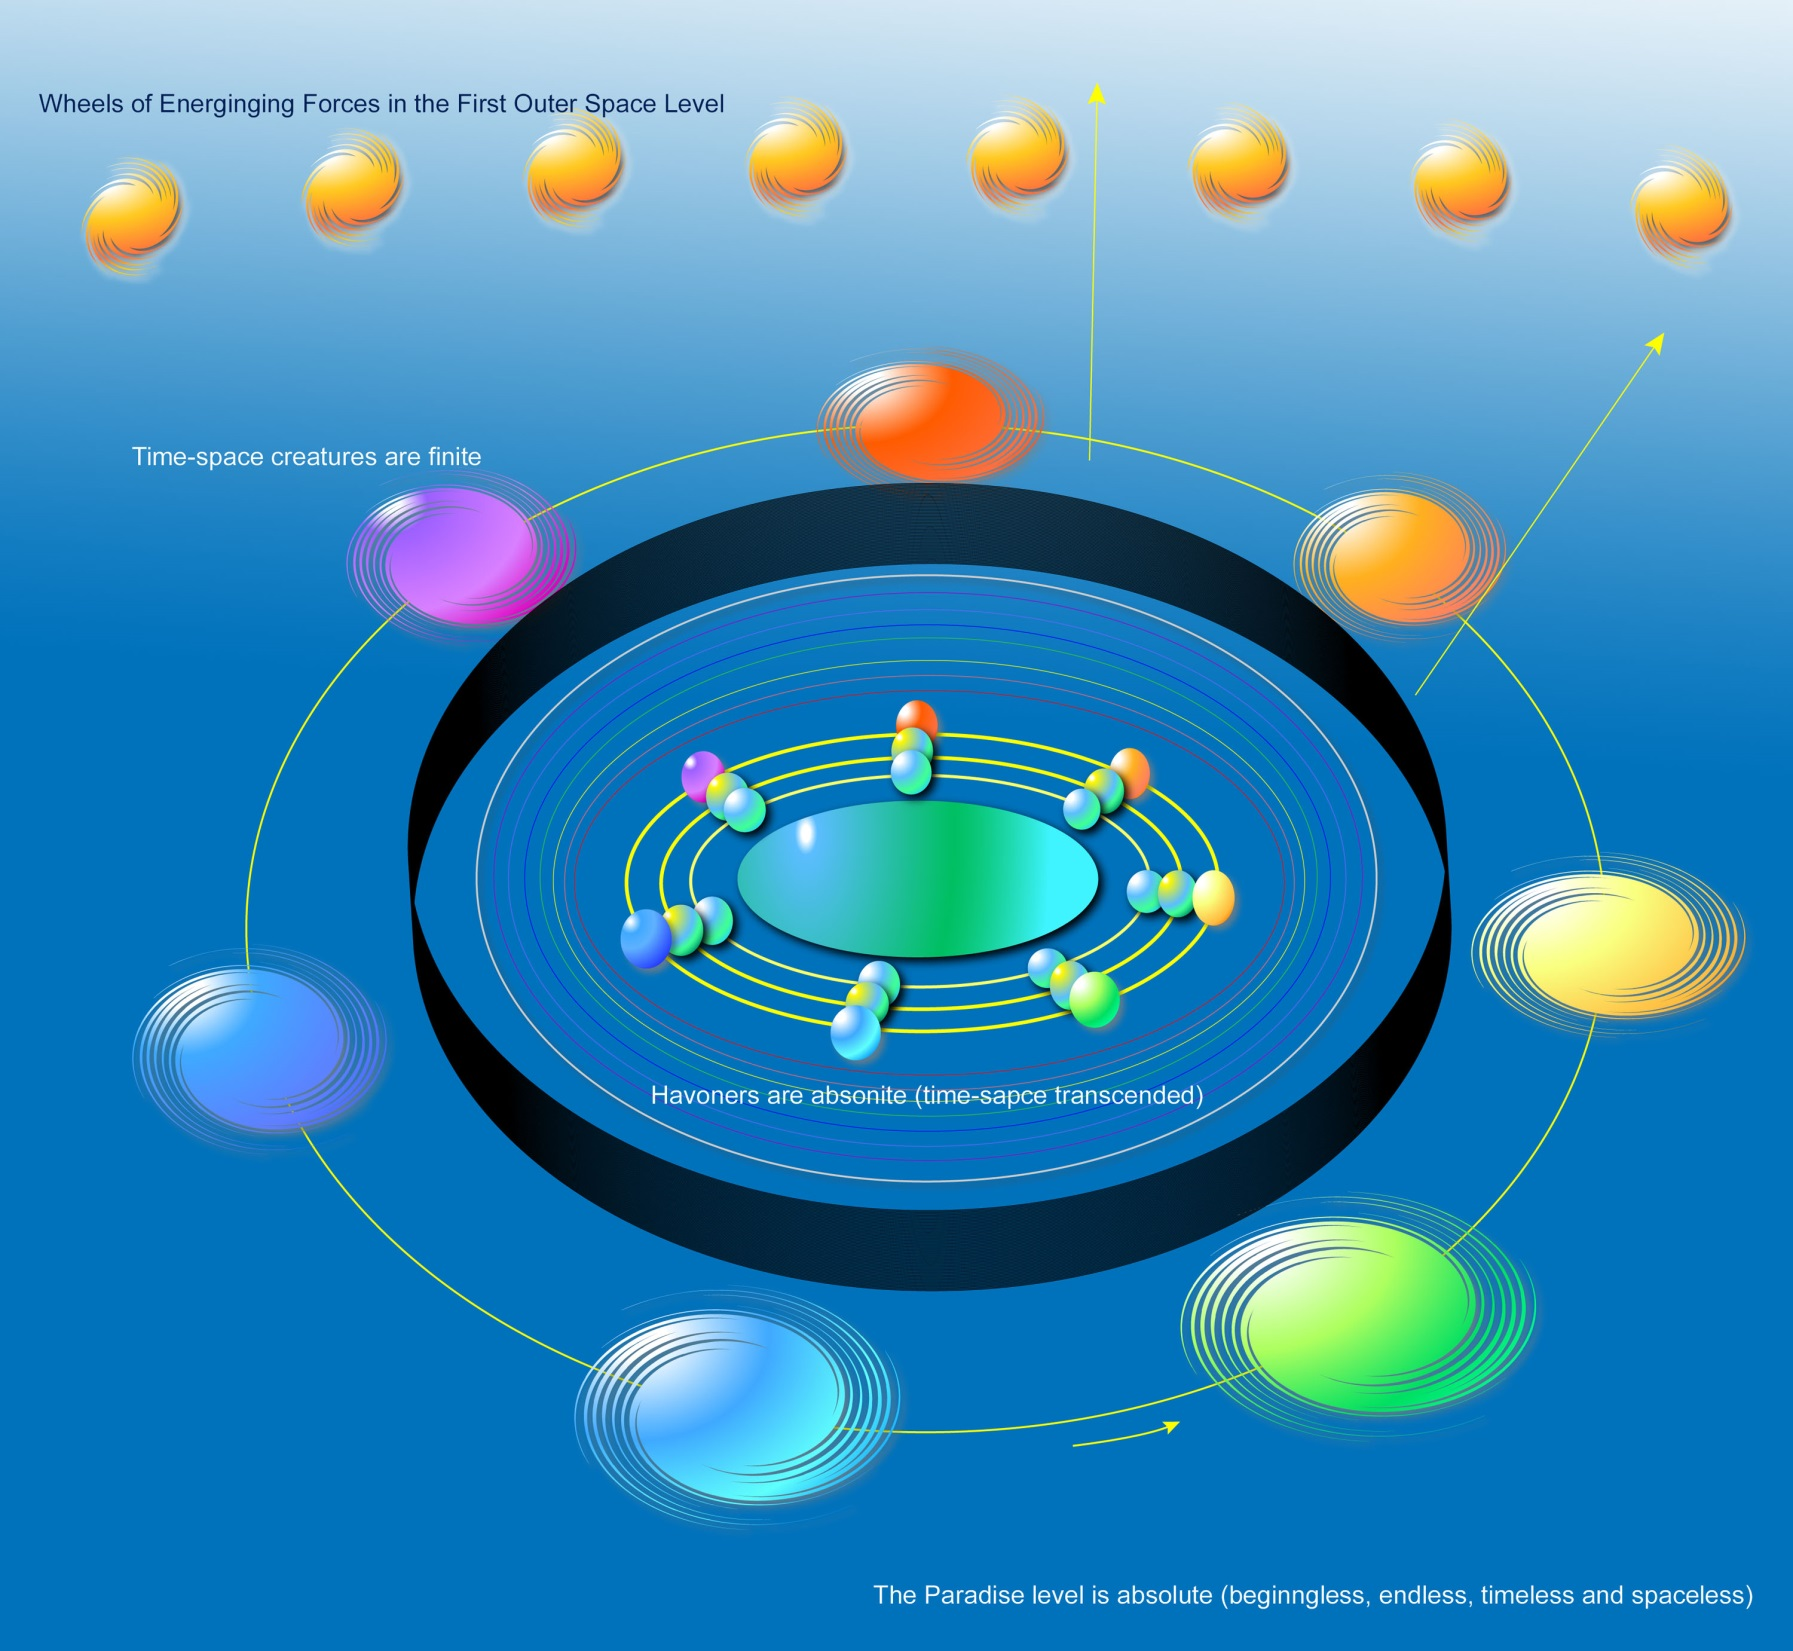 Wheels of Energinging Forces in the First Outer Space Level
Time-space creatures are finite
Havoners are absonite (time-sapce transcended)
The Paradise level is absolute (beginngless, endless, timeless and spaceless)